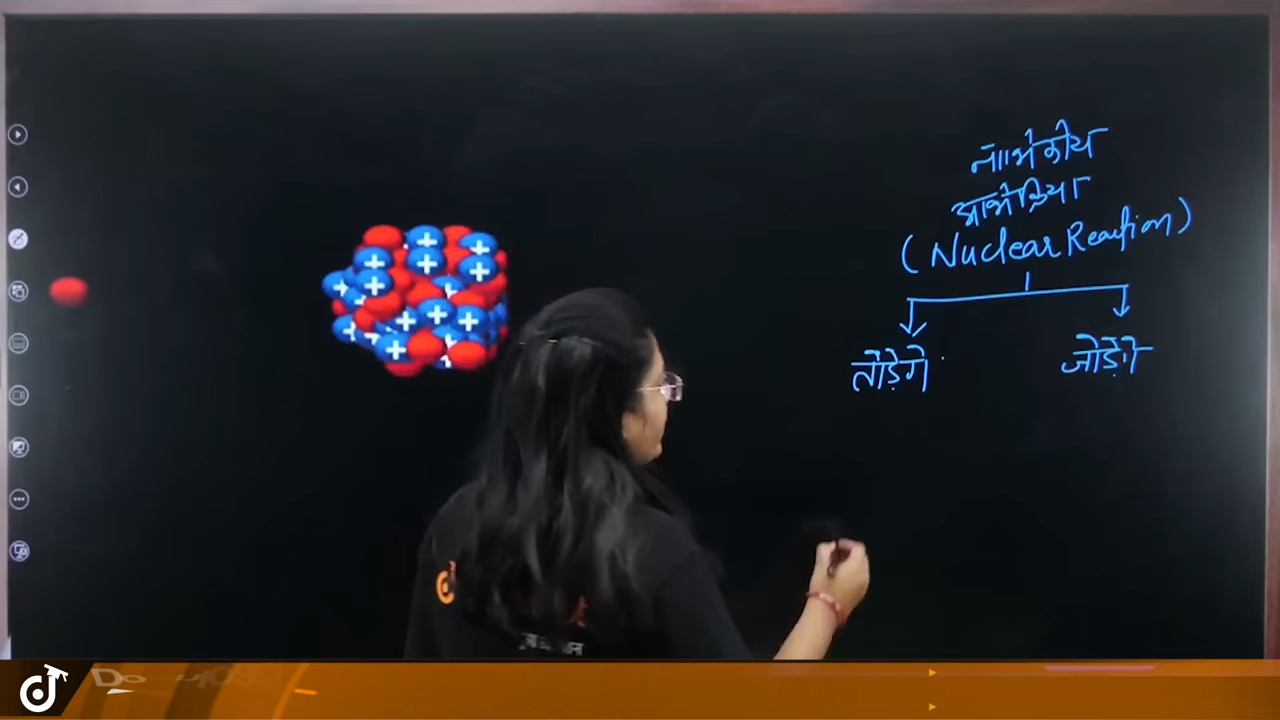 नाभिकीय
अभिक्रिया
(Nuclear Reaction)
तोड़ेगे
जोड़ेंगे